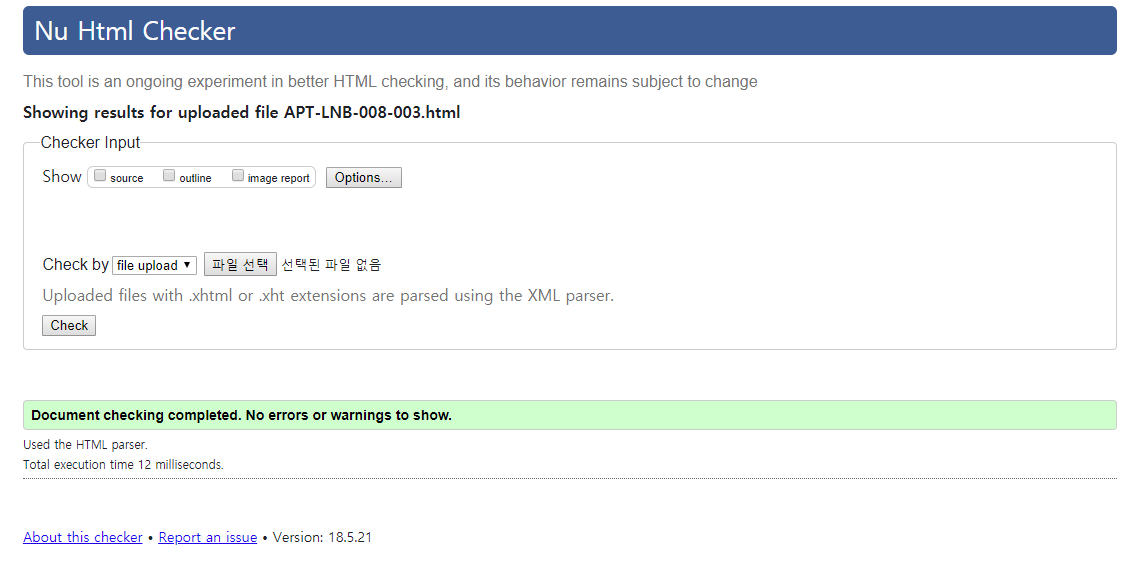 Nu Html Checker
This tool is an ongoing experiment in better HTML checking, and its behavior remains subject to change
Showing results for uploaded file APT-LNB-008-003.html
Checker Input
Show source outline image report Options...
Check by file upload ▼ 파일 선택 선택된 파일 없음
Uploaded files with .xhtml or .xht extensions are parsed using the XML parser.
Check
Document checking completed. No errors or warnings to show.
Used the HTML parser.
Total execution time 12 milliseconds.
About this checker • Report an issue • Version: 18.5.21